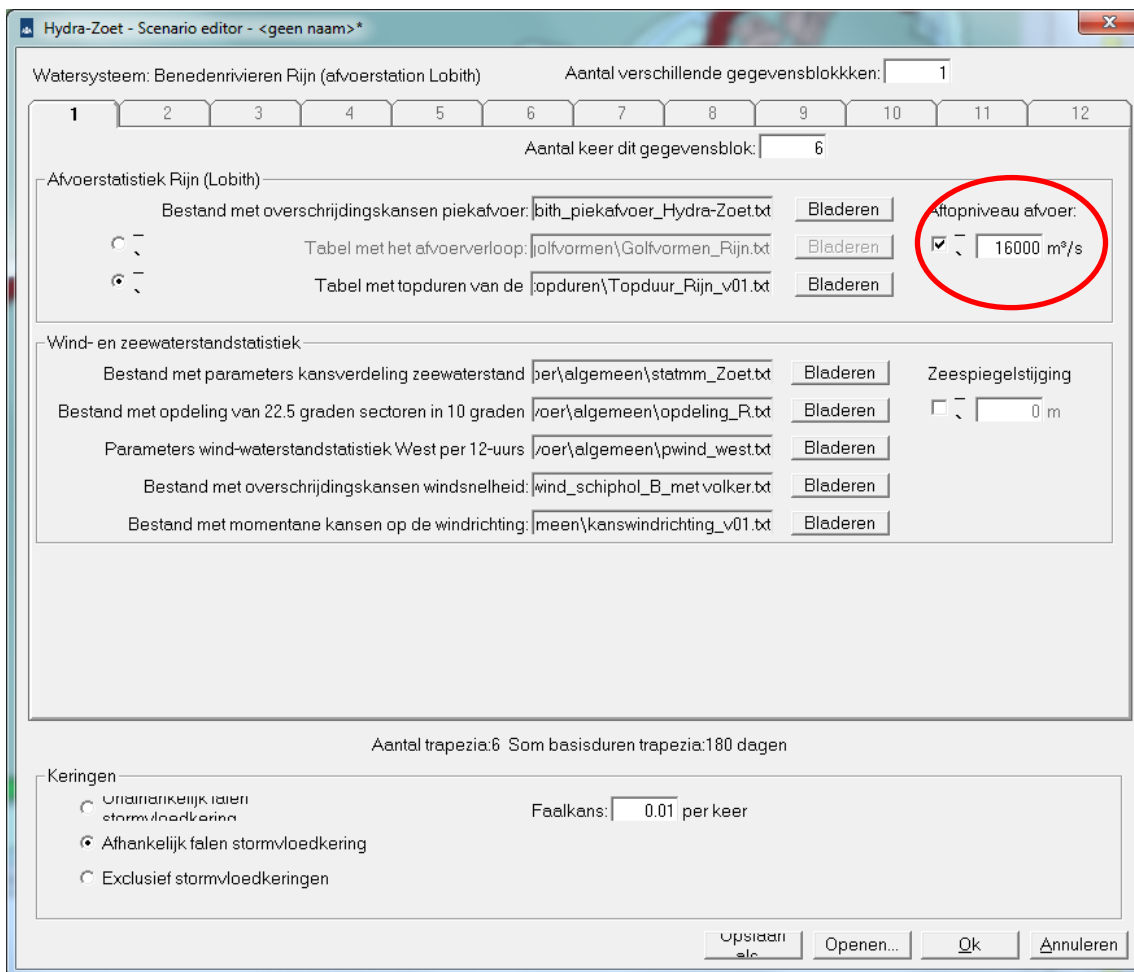 Hydra-Zoet - Scenario editor - <geen naam>*
Watersysteem: Benedenrivieren Rijn (afvoerstation Lobith)
Aantal verschillende gegevensblokkken: 1
1 2 3 4 5 6 7 8 9 10 11 12
Aantal keer dit gegevensblok: 6
Afvoerstatistiek Rijn (Lobith)
Bestand met overschrijdingskansen piekafvoer: bith_piekafvoer_Hydra-Zoet.txt Bladeren Aftopniveau afvoer:
Tabel met het afvoerverloop: golfvormen\Golfvormen_Rijn.txt Bladeren 16000 m³/s
Tabel met topduren van de :opduren\Topduur_Rijn_v01.txt Bladeren
Wind- en zeewaterstandstatistiek
Bestand met parameters kansverdeling zeewaterstand per\algemeen\statmm_Zoet.txt Bladeren Zeespiegelstijging
Bestand met opdeling van 22.5 graden sectoren in 10 graden voer\algemeen\opdeling_R.txt Bladeren 0 m
Parameters wind-waterstandstatistiek West per 12-uurs voer\algemeen\pwind_west.txt Bladeren
Bestand met overschrijdingskansen windsnelheid: wind_schiphol_B_met volker.txt Bladeren
Bestand met momentane kansen op de windrichting: meen\kanswindrichting_v01.txt Bladeren
Aantal trapezia:6 Som basisduren trapezia:180 dagen
Keringen
Onafhankelijk falen
stormvloedkering
Faalkans: 0.01 per keer
Afhankelijk falen stormvloedkering
Exclusief stormvloedkeringen
Opslaan
als
Openen...
Ok
Annuleren